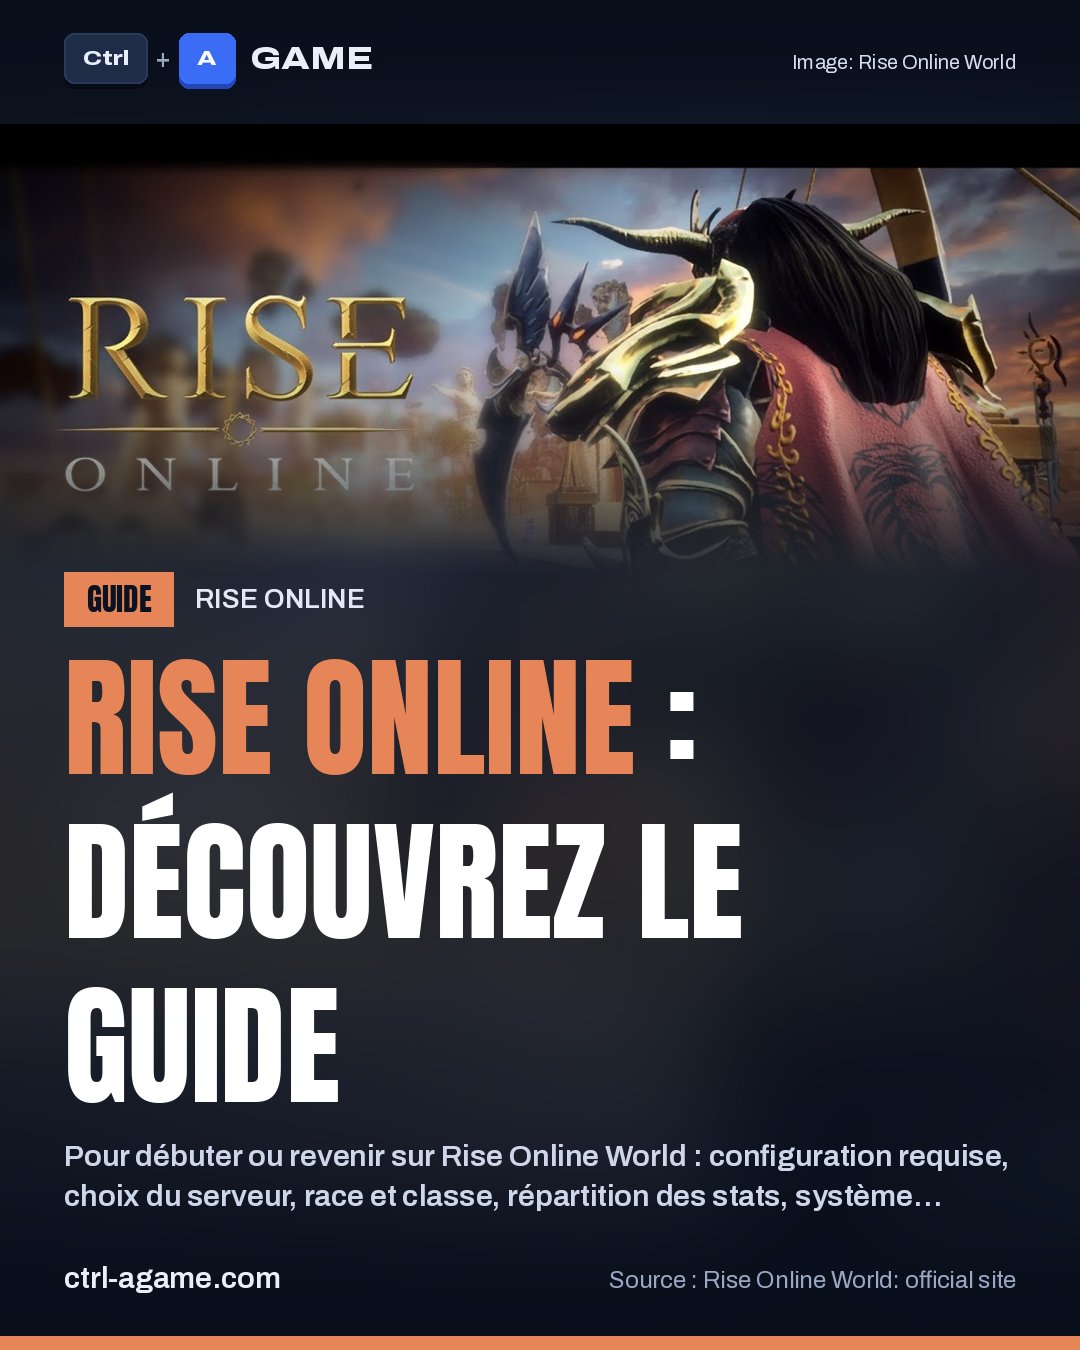 Ctrl + A GAME
Image: Rise Online World
RISE
ONLINE
GUIDE RISE ONLINE
RISE ONLINE :
DÉCOUVREZ LE
GUIDE
Pour débuter ou revenir sur Rise Online World : configuration requise,
choix du serveur, race et classe, répartition des stats, système...
ctrl-agame.com
Source : Rise Online World: official site